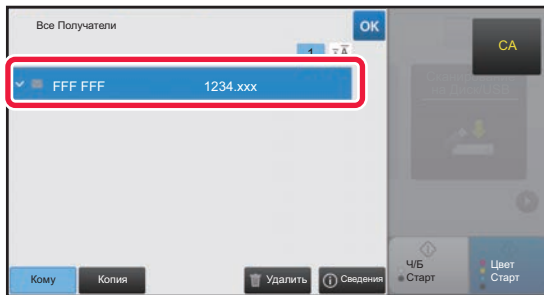 Все Получатели
OK
CA
1
FFF FFF 1234.xxx
Кому
Копия
Удалить
Сведения
Ч/Б
Старт
Цвет
Старт